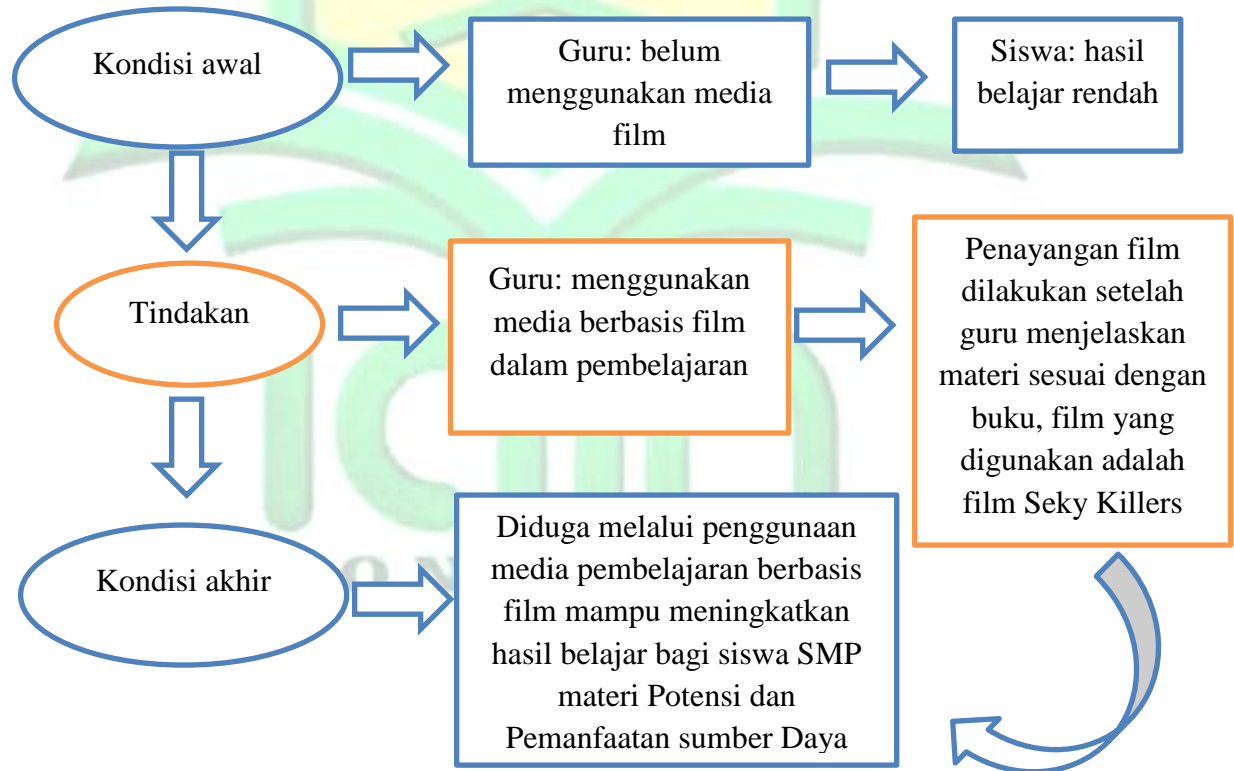 Kondisi awal
Guru: belum
menggunakan media
film
Siswa: hasil
belajar rendah
Tindakan
Guru: menggunakan
media berbasis film
dalam pembelajaran
Penayangan film
dilakukan setelah
guru menjelaskan
materi sesuai dengan
buku, film yang
digunakan adalah
film Seky Killers
Kondisi akhir
Diduga melalui penggunaan
media pembelajaran berbasis
film mampu meningkatkan
hasil belajar bagi siswa SMP
materi Potensi dan
Pemanfaatan sumber Daya